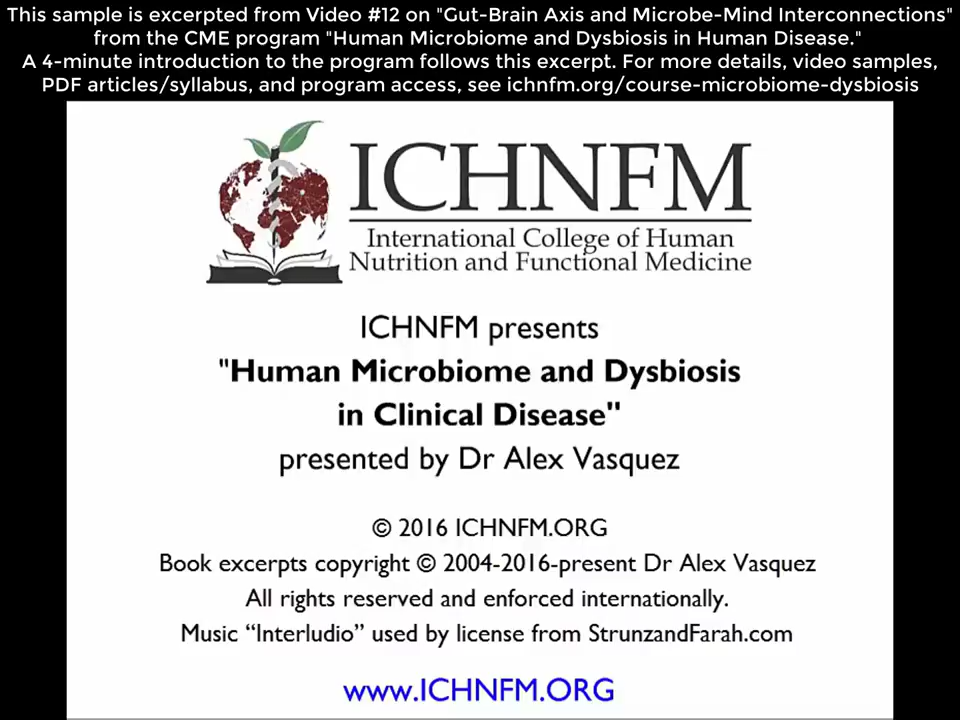 This sample is excerpted from Video #12 on "Gut-Brain Axis and Microbe-Mind Interconnections"
from the CME program "Human Microbiome and Dysbiosis in Human Disease."
A 4-minute introduction to the program follows this excerpt. For more details, video samples,
PDF articles/syllabus, and program access, see ichnfm.org/course-microbiome-dysbiosis
ICHNFM
International College of Human
Nutrition and Functional Medicine
ICHNFM presents
"Human Microbiome and Dysbiosis
in Clinical Disease"
presented by Dr Alex Vasquez
© 2016 ICHNFM.ORG
Book excerpts copyright © 2004-2016-present Dr Alex Vasquez
All rights reserved and enforced internationally.
Music “Interludio” used by license from StrunzandFarah.com
www.ICHNFM.ORG